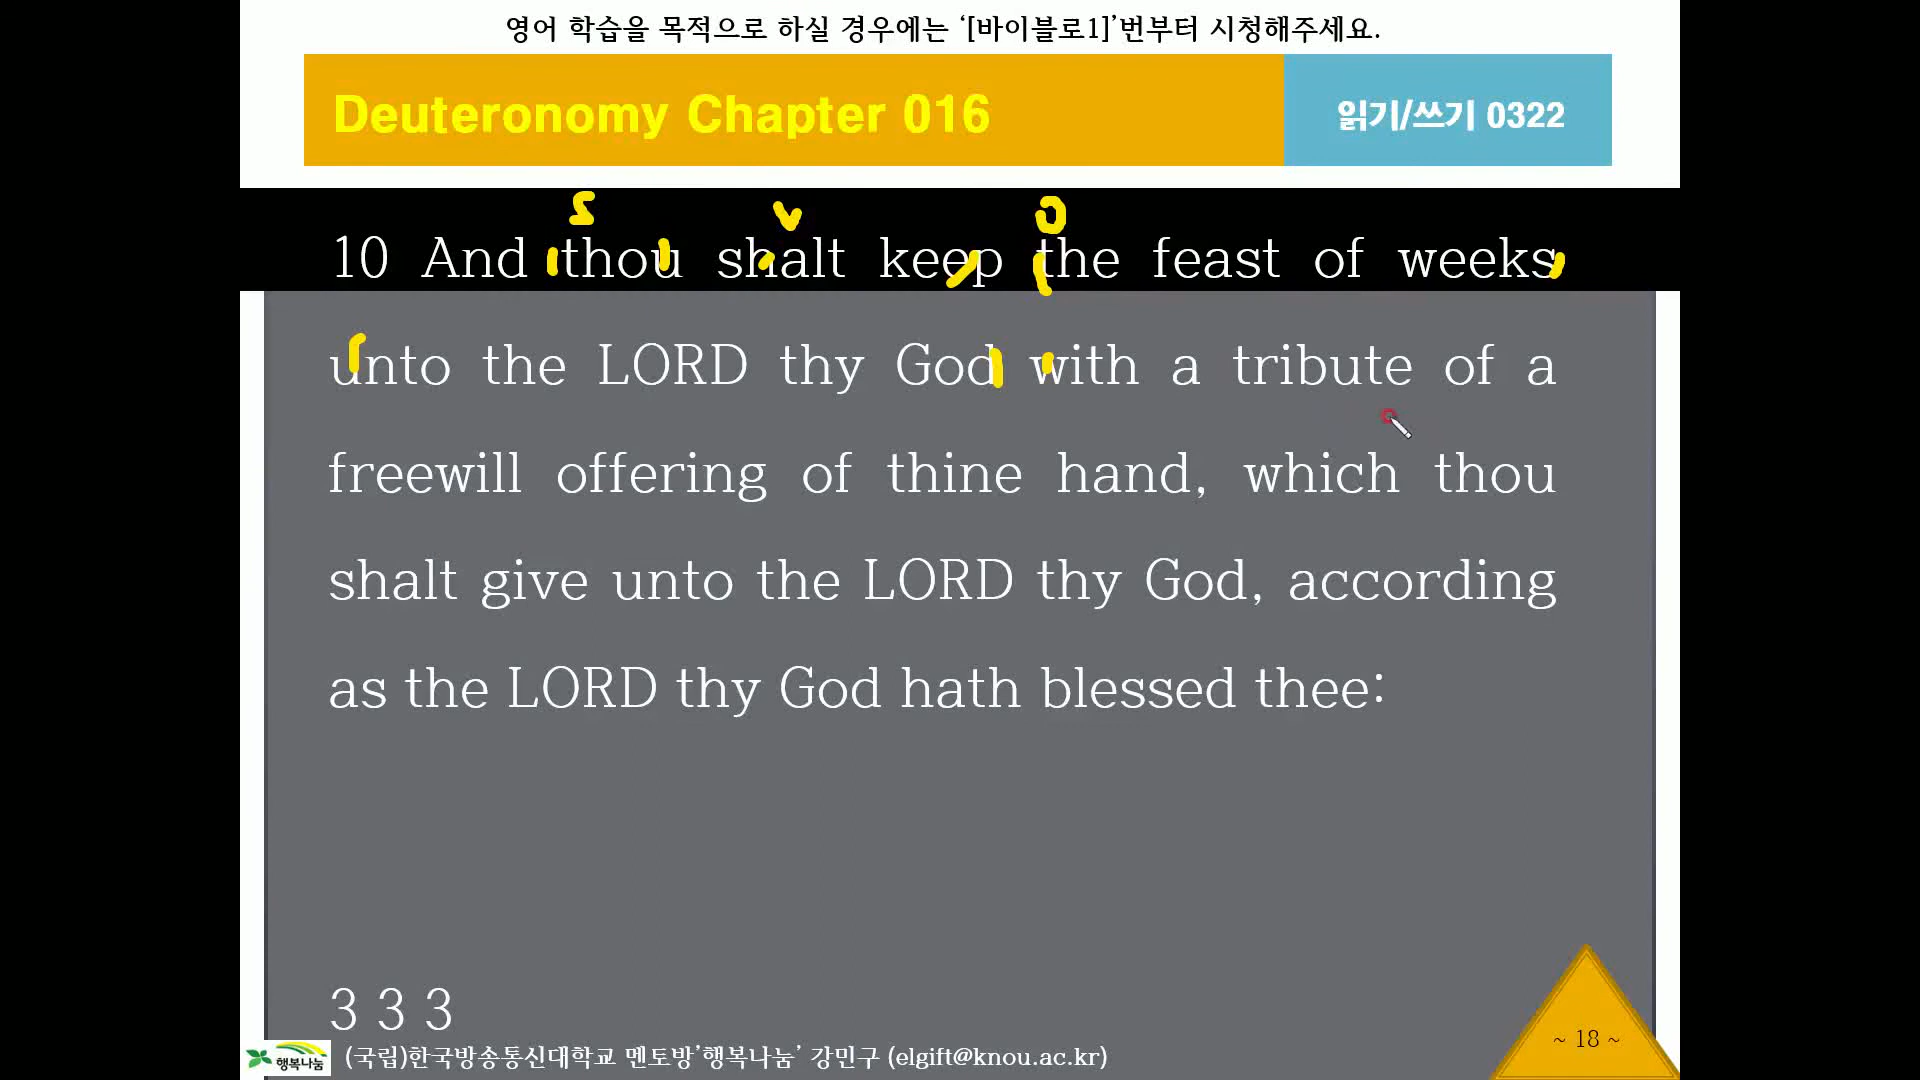 영어 학습을 목적으로 하실 경우에는 '[바이블로1]'번부터 시청해주세요.
Deuteronomy Chapter 016
읽기/쓰기 0322
10 And thou shalt keep the feast of weeks
unto the LORD thy God with a tribute of a
freewill offering of thine hand, which thou
shalt give unto the LORD thy God, according
as the LORD thy God hath blessed thee:
3 3 3
~ 18 ~
행복나눔
(국립)한국방송통신대학교 멘토방'행복나눔' 강민구 (elgift@knou.ac.kr)